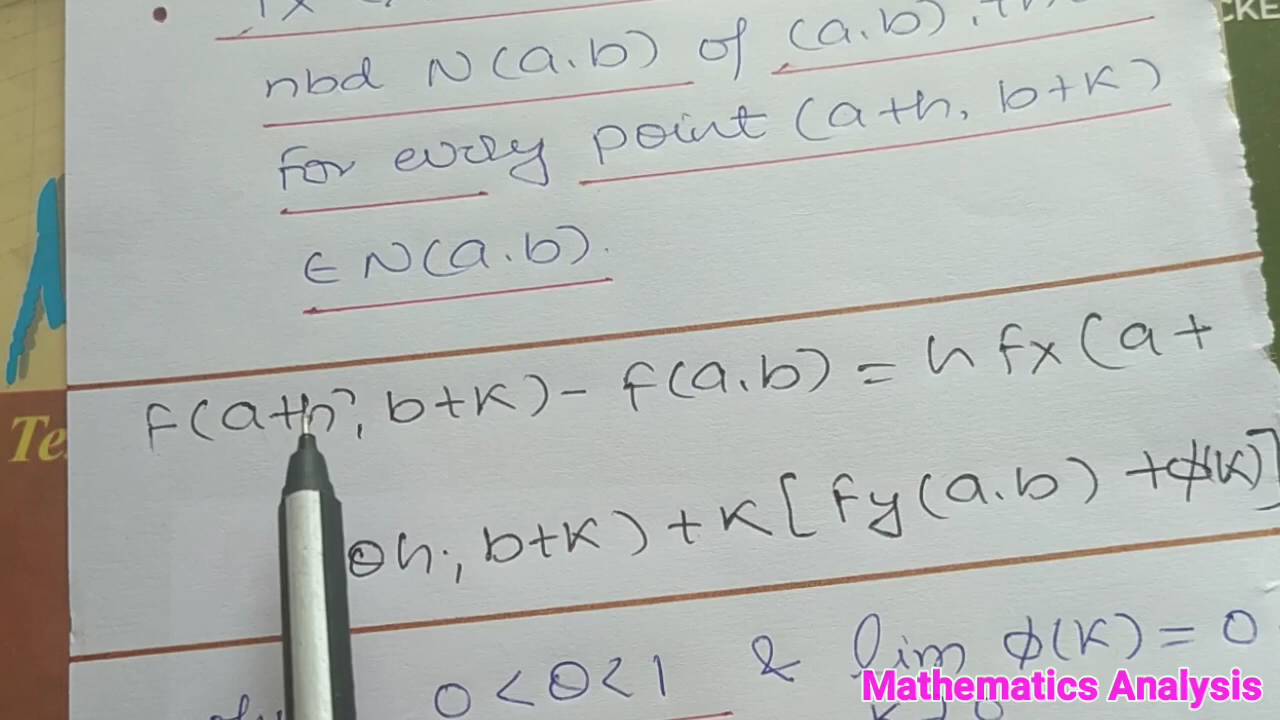 nbd N(a.b) of (a.b),
for every point (a+h, b+K)
∈ N(a.b).
f(a+h, b+K) - f(a.b) = h fx (a+
θh, b+K) + K[fy(a.b) + φ(K)]
0 < θ < 1 & lim φ(K) = 0
Mathematics Analysis